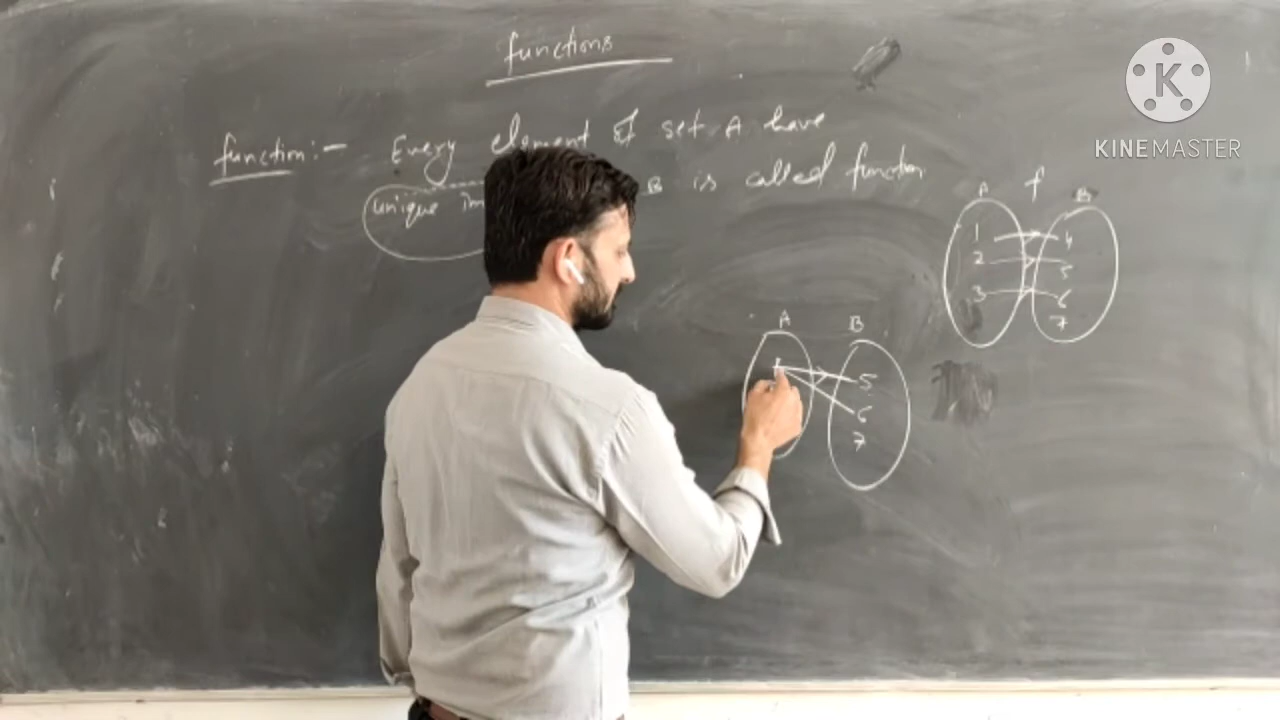 functions
function:- Every element of set A have
unique B is called function
A f B
1 4
2 5
3 6
7
A B
5
6
7
K
KINEMASTER